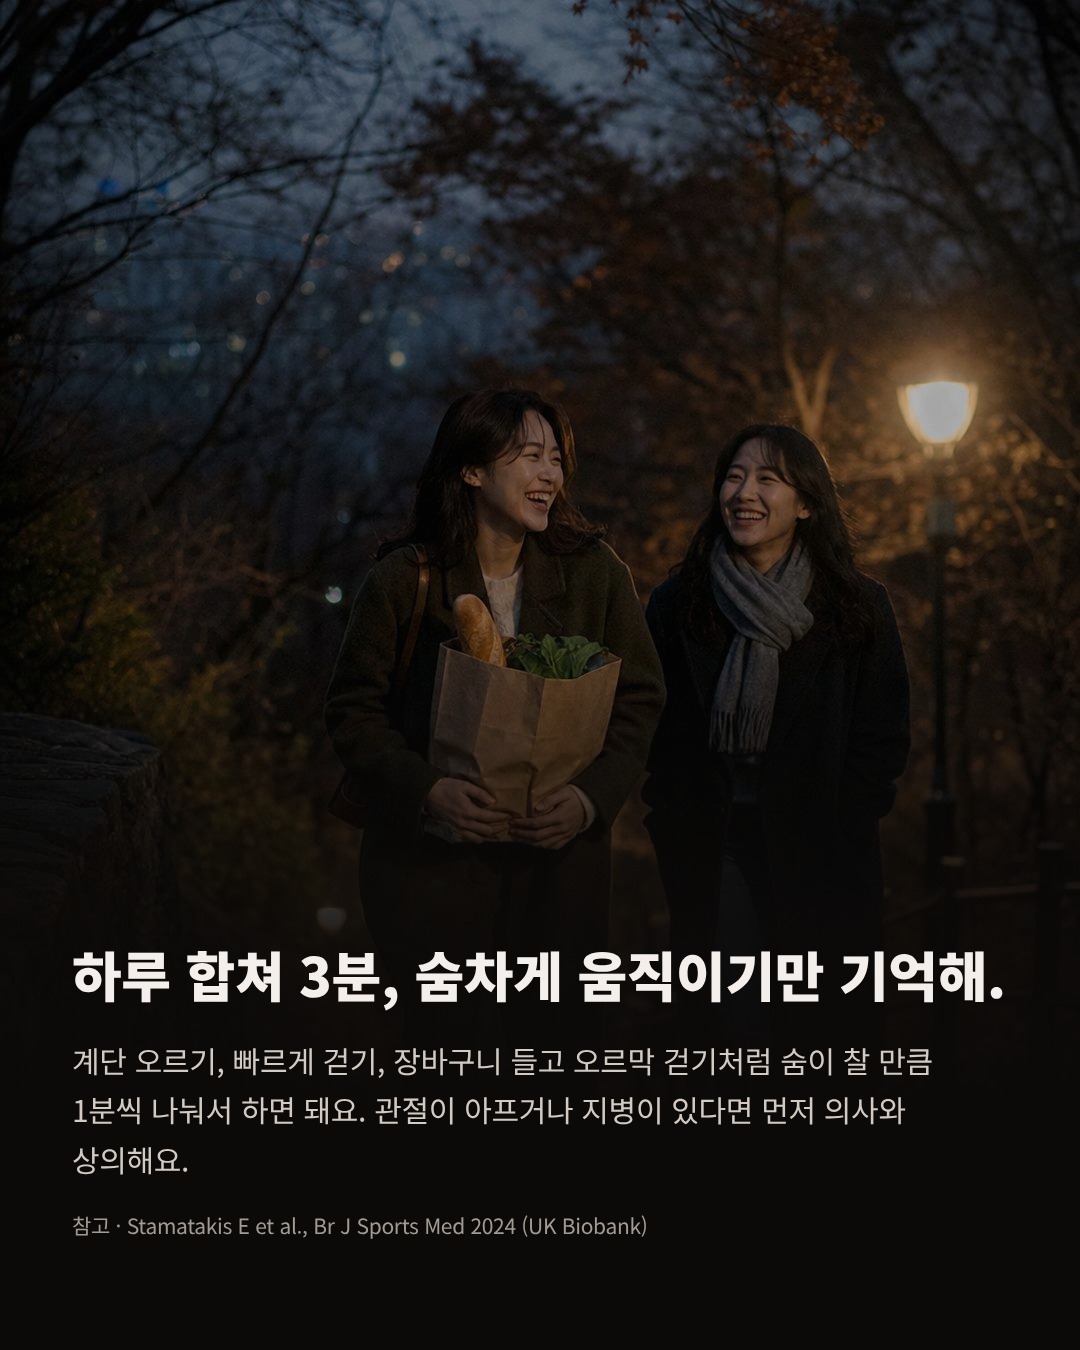 하루 합쳐 3분, 숨차게 움직이기만 기억해.
계단 오르기, 빠르게 걷기, 장바구니 들고 오르막 걷기처럼 숨이 찰 만큼
1분씩 나눠서 하면 돼요. 관절이 아프거나 지병이 있다면 먼저 의사와
상의해요.
참고 · Stamatakis E et al., Br J Sports Med 2024 (UK Biobank)